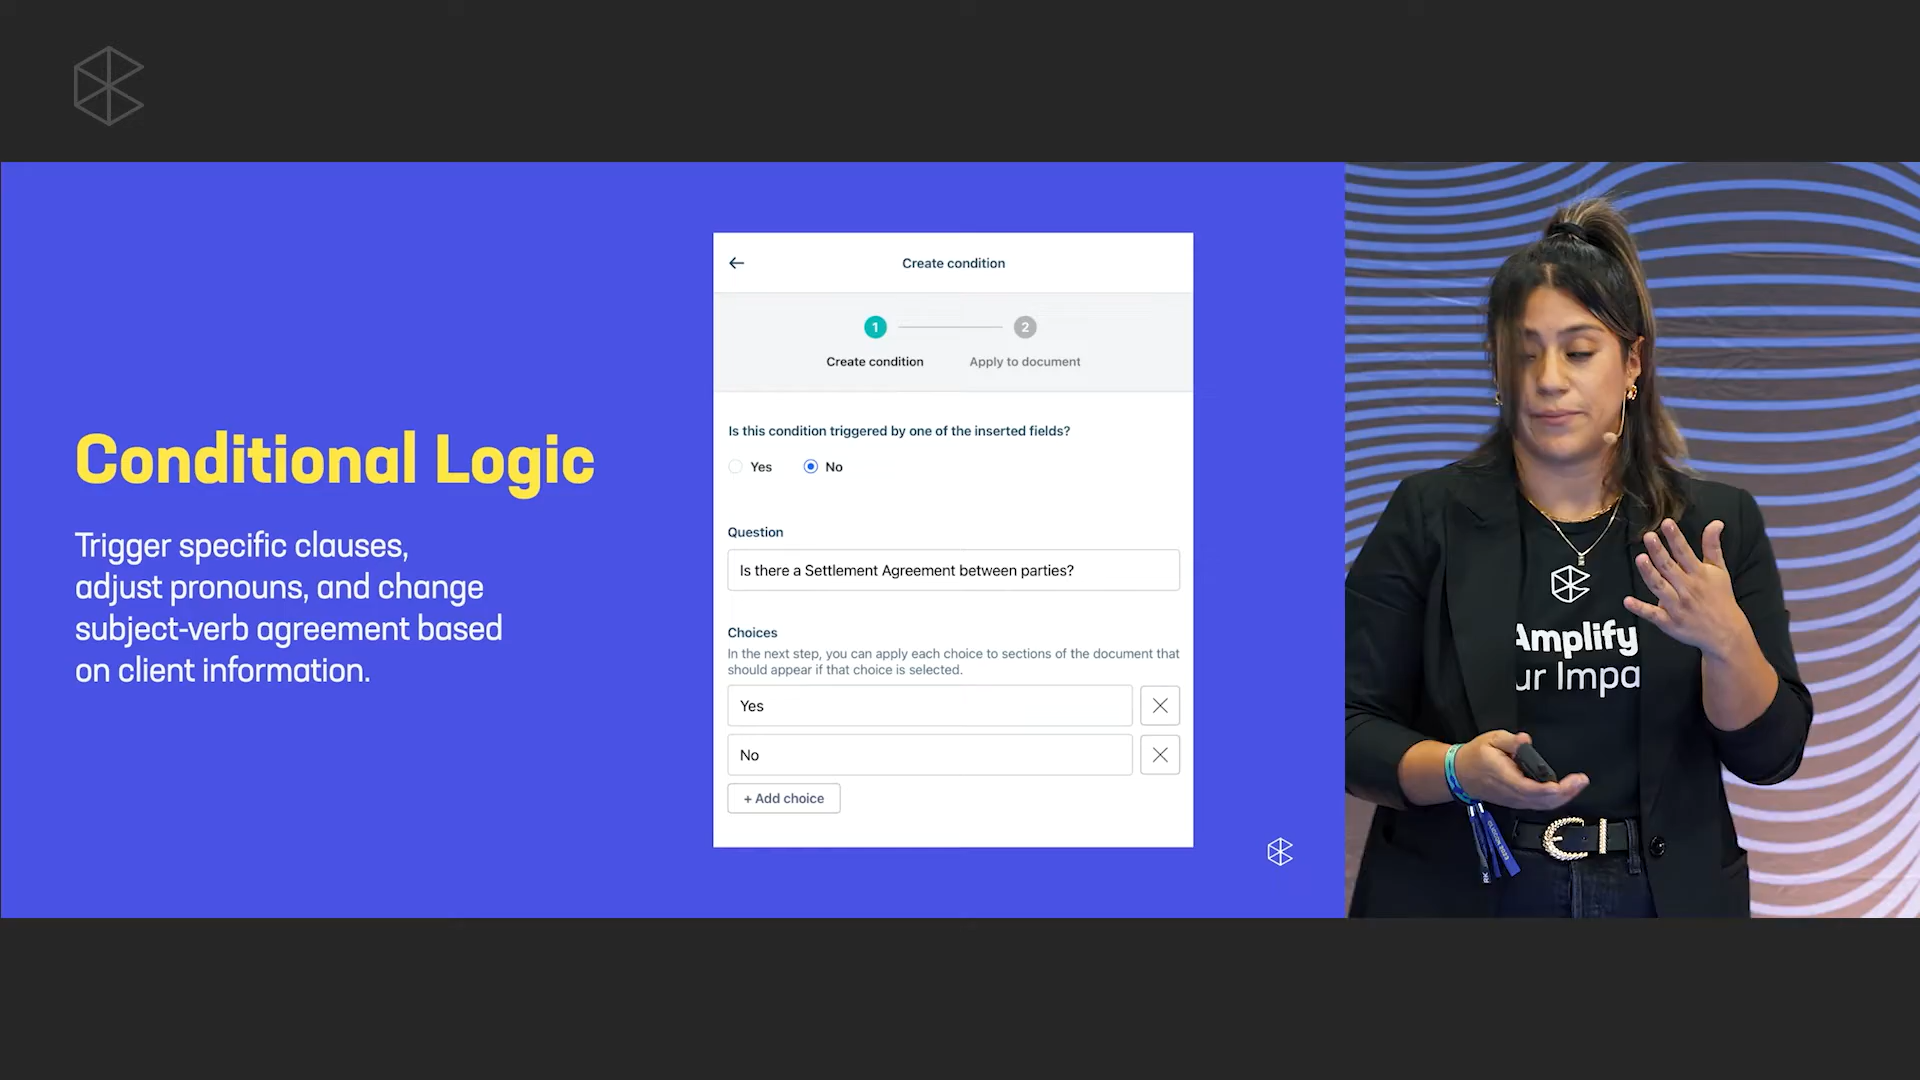 Conditional Logic
Trigger specific clauses,
adjust pronouns, and change
subject-verb agreement based
on client information.
Create condition
1
2
Create condition
Apply to document
Is this condition triggered by one of the inserted fields?
Yes
No
Question
Is there a Settlement Agreement between parties?
Choices
In the next step, you can apply each choice to sections of the document that
should appear if that choice is selected.
Yes
No
+ Add choice
Amplify
ur Impa